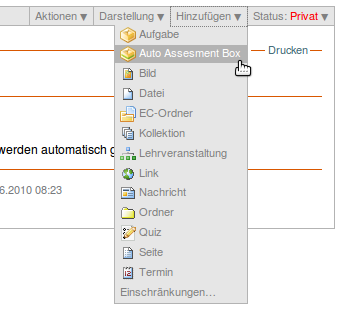 Aktionen ▼ Darstellung ▼ Hinzufügen ▼ Status: Privat ▼
Aufgabe
Auto Assesment Box
Drucken
Bild
Datei
EC-Ordner
Kollektion
werden automatisch g
Lehrveranstaltung
Link
6.2010 08:23
Nachricht
Ordner
Quiz
Seite
Termin
Einschränkungen…